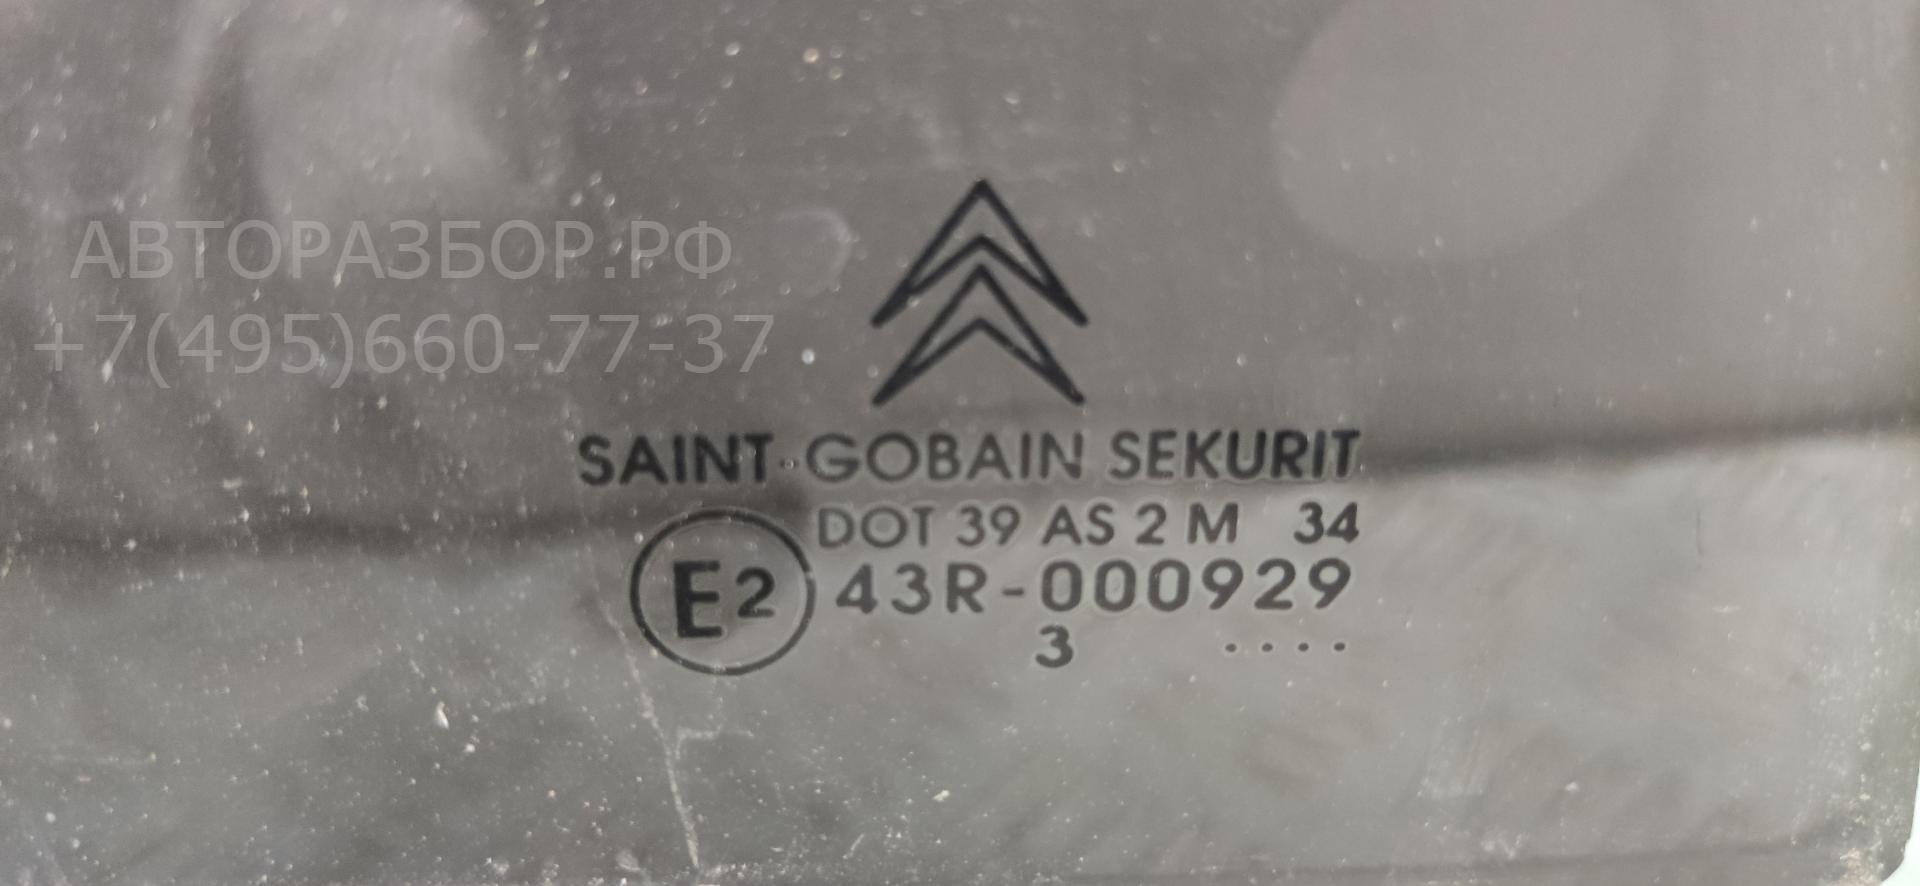 АВТОРАЗБОР.РФ
+7(495)660-77-37
SAINT-GOBAIN SEKURIT
DOT 39 AS 2 M 34
E2 43R-000929
3 ....